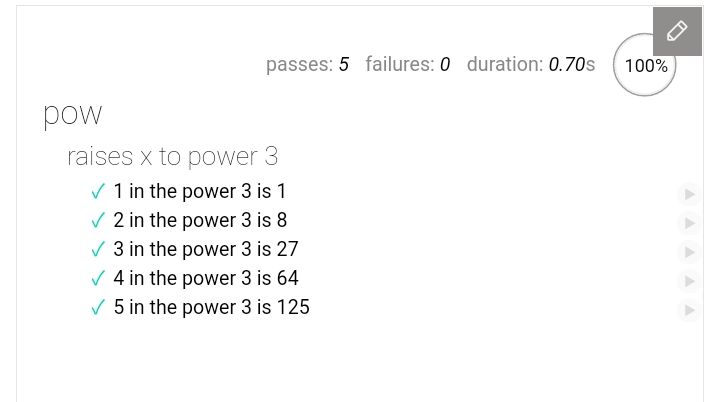 passes: 5 failures: 0 duration: 0.70s 100%
pow
raises x to power 3
✓ 1 in the power 3 is 1
✓ 2 in the power 3 is 8
✓ 3 in the power 3 is 27
✓ 4 in the power 3 is 64
✓ 5 in the power 3 is 125